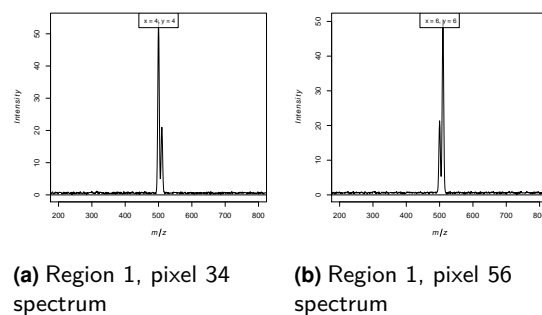 x = 4, y = 4
Intensity
0 10 20 30 40 50
200 300 400 500 600 700 800
m/z
(a) Region 1, pixel 34
spectrum
x = 6, y = 6
Intensity
0 10 20 30 40 50
200 300 400 500 600 700 800
m/z
(b) Region 1, pixel 56
spectrum